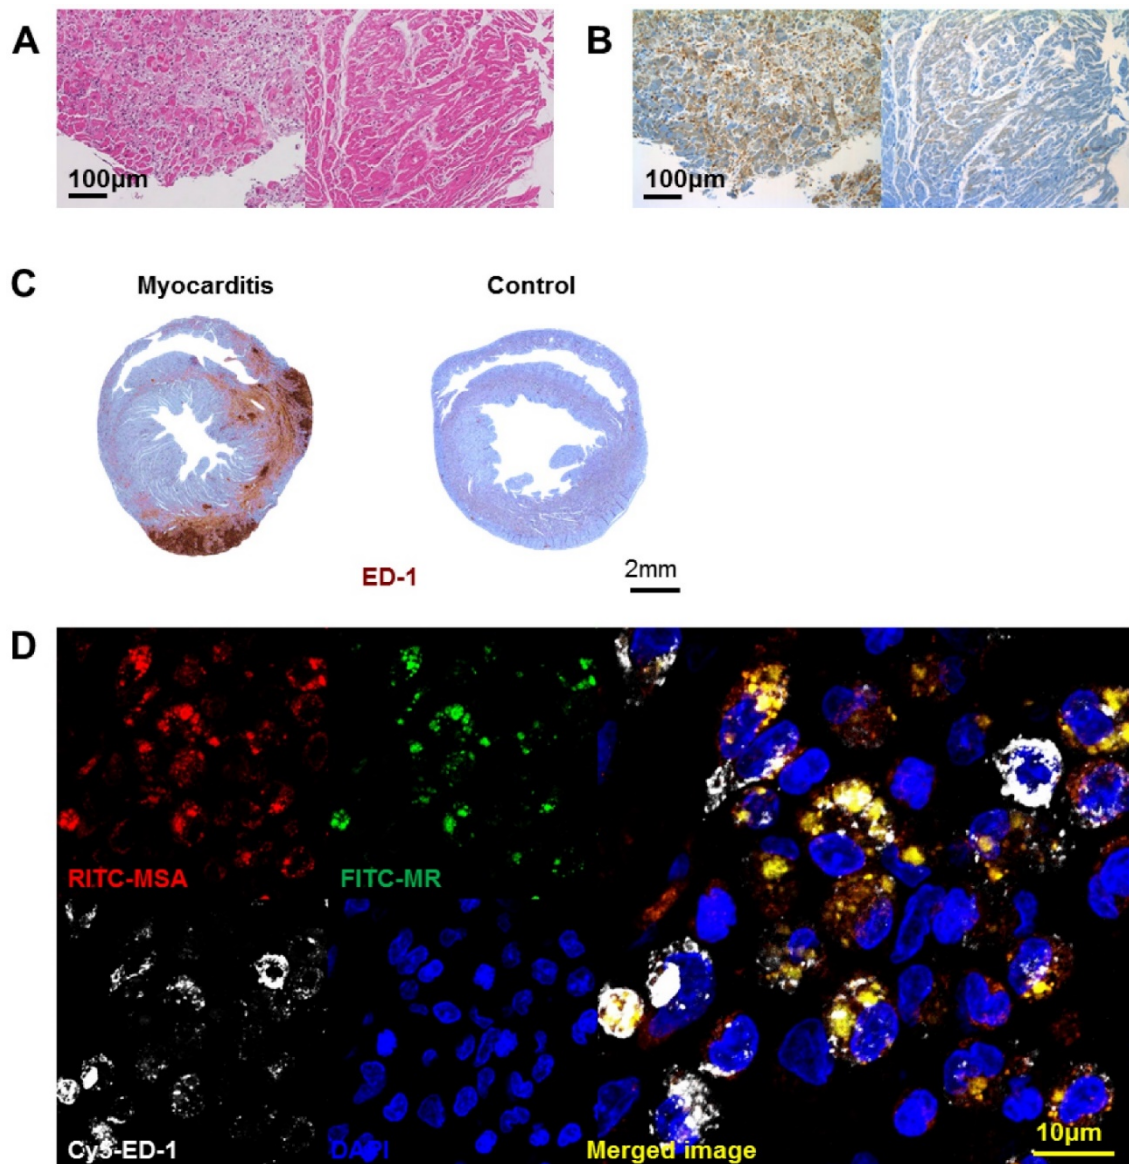 A
B
100µm
100µm
C
Myocarditis
Control
ED-1
2mm
D
RITC-MSA
FITC-MR
Cy5-ED-1
DAPI
Merged image
10µm